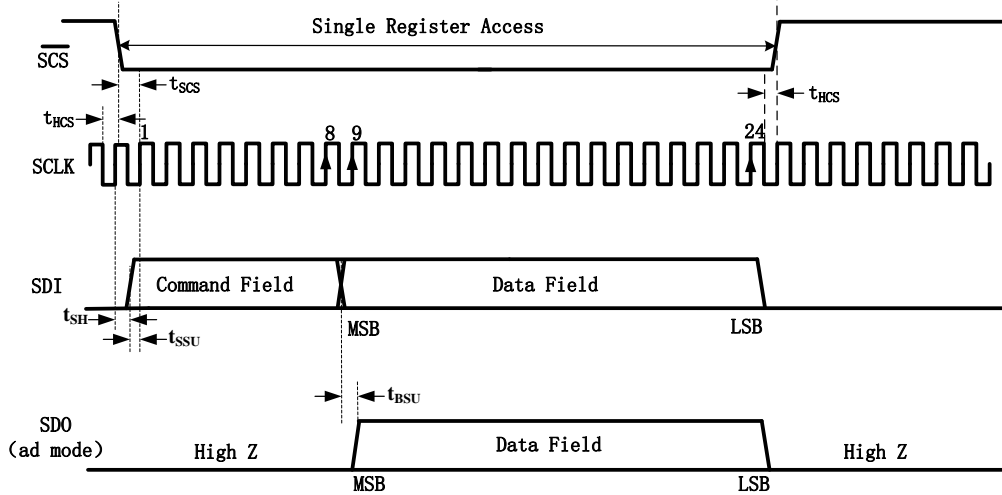 Single Register Access
SCS
tSCS
tHCS
tHCS
1
8
9
24
SCLK
SDI
Command Field
Data Field
tSH
MSB
LSB
tSSU
tBSU
SDO
(ad mode)
High Z
Data Field
High Z
MSB
LSB